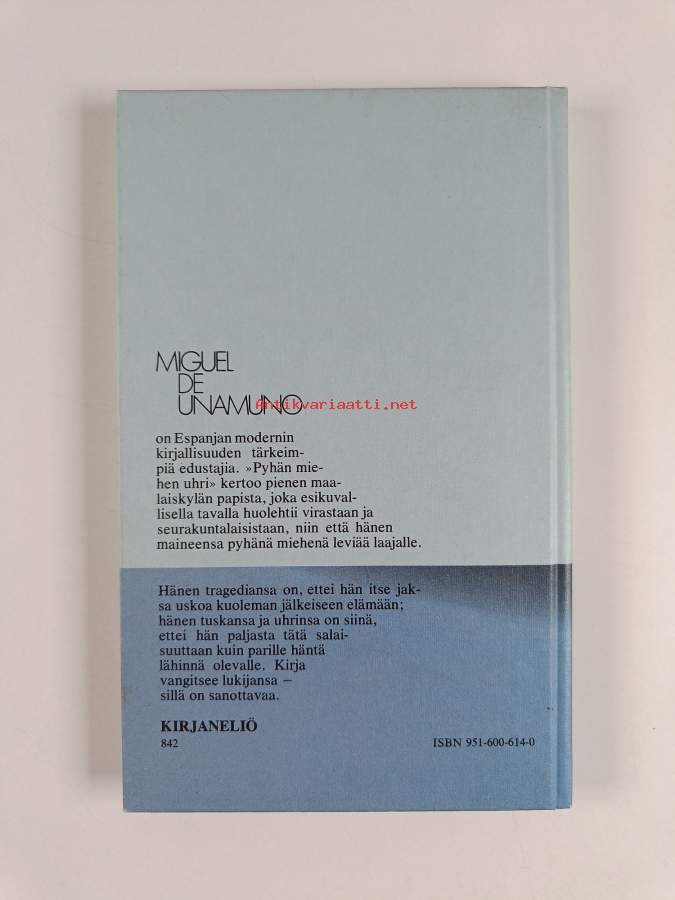 MIGUEL
DE
UNAMUNO
Antikvariaatti.net
on Espanjan modernin
kirjallisuuden tärkeim-
piä edustajia. »Pyhän mie-
hen uhri» kertoo pienen maa-
laiskylän papista, joka esikuval-
lisella tavalla huolehtii virastaan ja
seurakuntalaisistaan, niin että hänen
maineensa pyhänä miehenä leviää laajalle.
Hänen tragediansa on, ettei hän itse jak-
sa uskoa kuoleman jälkeiseen elämään;
hänen tuskansa ja uhrinsa on siinä,
ettei hän paljasta tätä salai-
suuttaan kuin parille häntä
lähinnä olevalle. Kirja
vangitsee lukijansa –
sillä on sanottavaa.
KIRJANELIÖ
842 ISBN 951-600-614-0